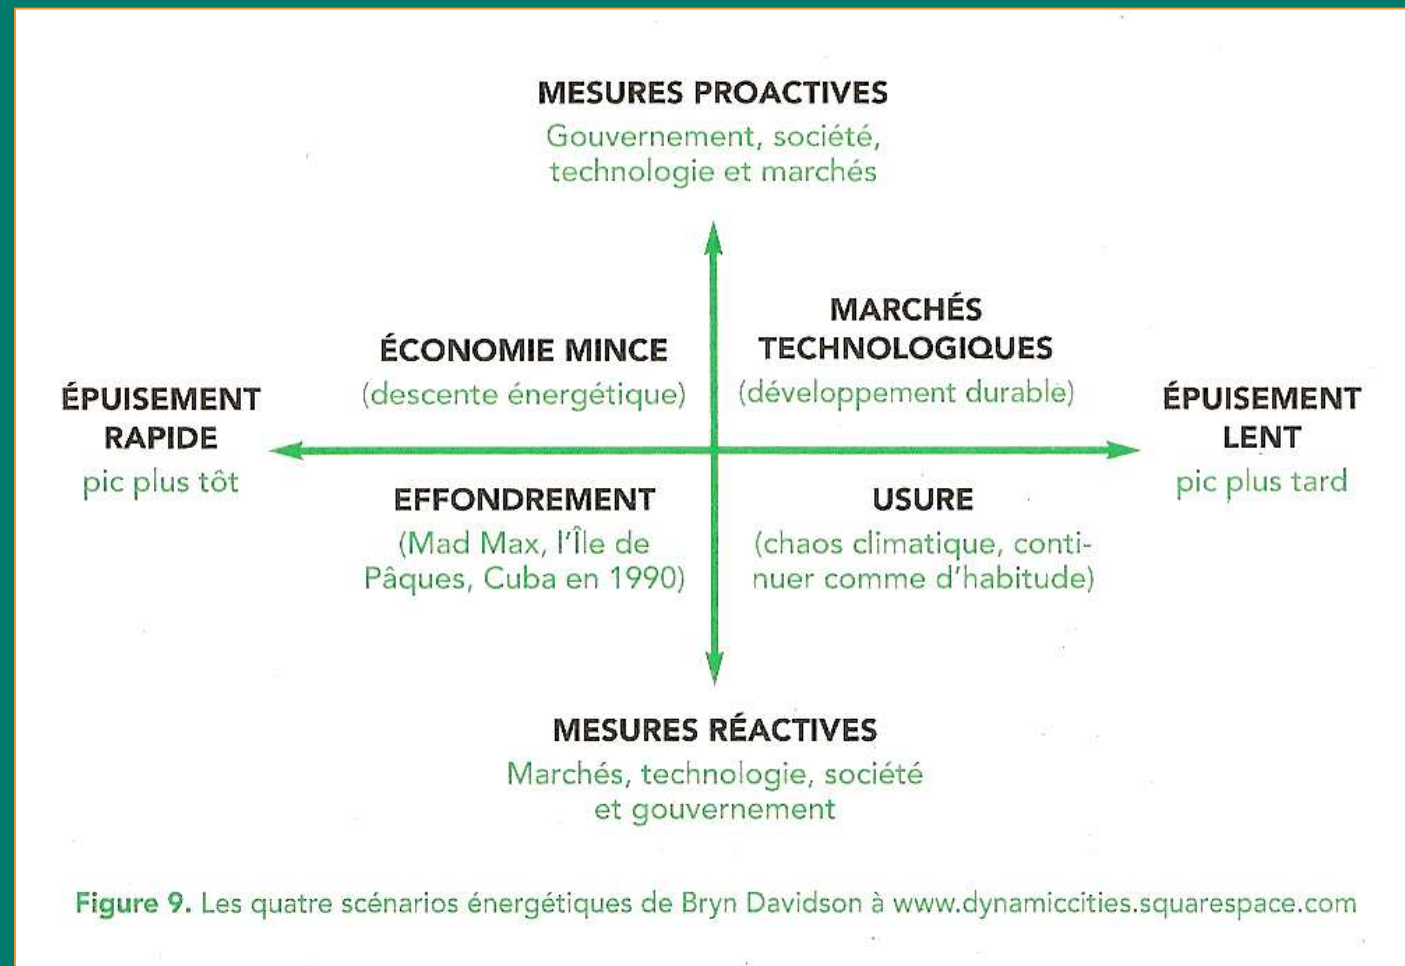 MESURES PROACTIVES
Gouvernement, société,
technologie et marchés
MARCHÉS
TECHNOLOGIQUES
(développement durable)
ÉCONOMIE MINCE
(descente énergétique)
ÉPUISEMENT
RAPIDE
pic plus tôt
ÉPUISEMENT
LENT
pic plus tard
EFFONDREMENT
(Mad Max, l'Île de
Pâques, Cuba en 1990)
USURE
(chaos climatique, conti-
nuer comme d'habitude)
MESURES RÉACTIVES
Marchés, technologie, société
et gouvernement
Figure 9. Les quatre scénarios énergétiques de Bryn Davidson à www.dynamiccities.squarespace.com